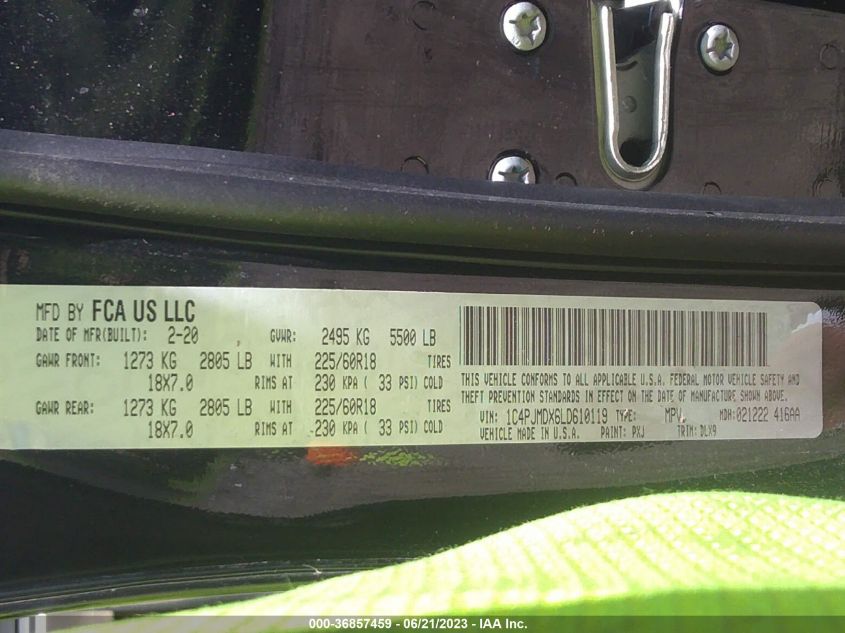 MFD BY FCA US LLC
DATE OF MFR(BUILT): 2-20 GVWR: 2495 KG 5500 LB
GAWR FRONT: 1273 KG 2805 LB WITH 225/60R18 TIRES
18X7.0 RIMS AT 230 KPA ( 33 PSI) COLD
GAWR REAR: 1273 KG 2805 LB WITH 225/60R18 TIRES
18X7.0 RIMS AT 230 KPA ( 33 PSI) COLD
THIS VEHICLE CONFORMS TO ALL APPLICABLE U.S.A. FEDERAL MOTOR VEHICLE SAFETY AND
THEFT PREVENTION STANDARDS IN EFFECT ON THE DATE OF MANUFACTURE SHOWN ABOVE
VIN: 1C4PJMDX6LD610119 TYPE: MPV MDH: 021222 416AA
VEHICLE MADE IN U.S.A. PAINT: PXJ TRIM: DLX9
000-36857459 - 06/21/2023 - IAA Inc.